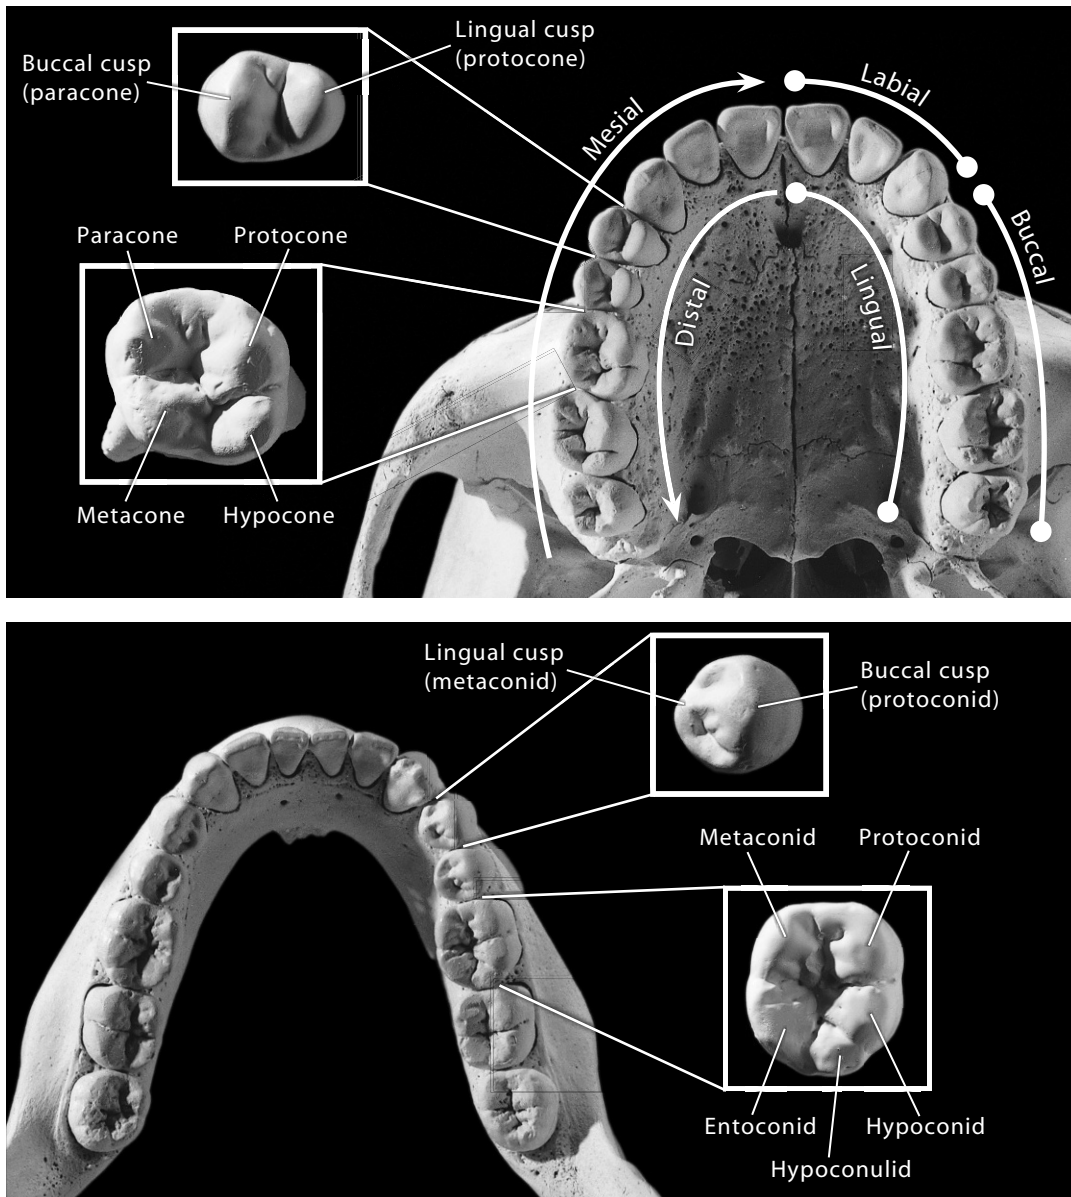 Buccal cusp
(paracone)
Lingual cusp
(protocone)
Mesial
Labial
Buccal
Distal
Lingual
Paracone
Protocone
Metacone
Hypocone
Lingual cusp
(metaconid)
Buccal cusp
(protoconid)
Metaconid
Protoconid
Entoconid
Hypoconid
Hypoconulid